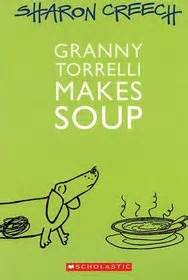 SHARON CREECH
GRANNY
TORRELLI
MAKES
SOUP
SCHOLASTIC